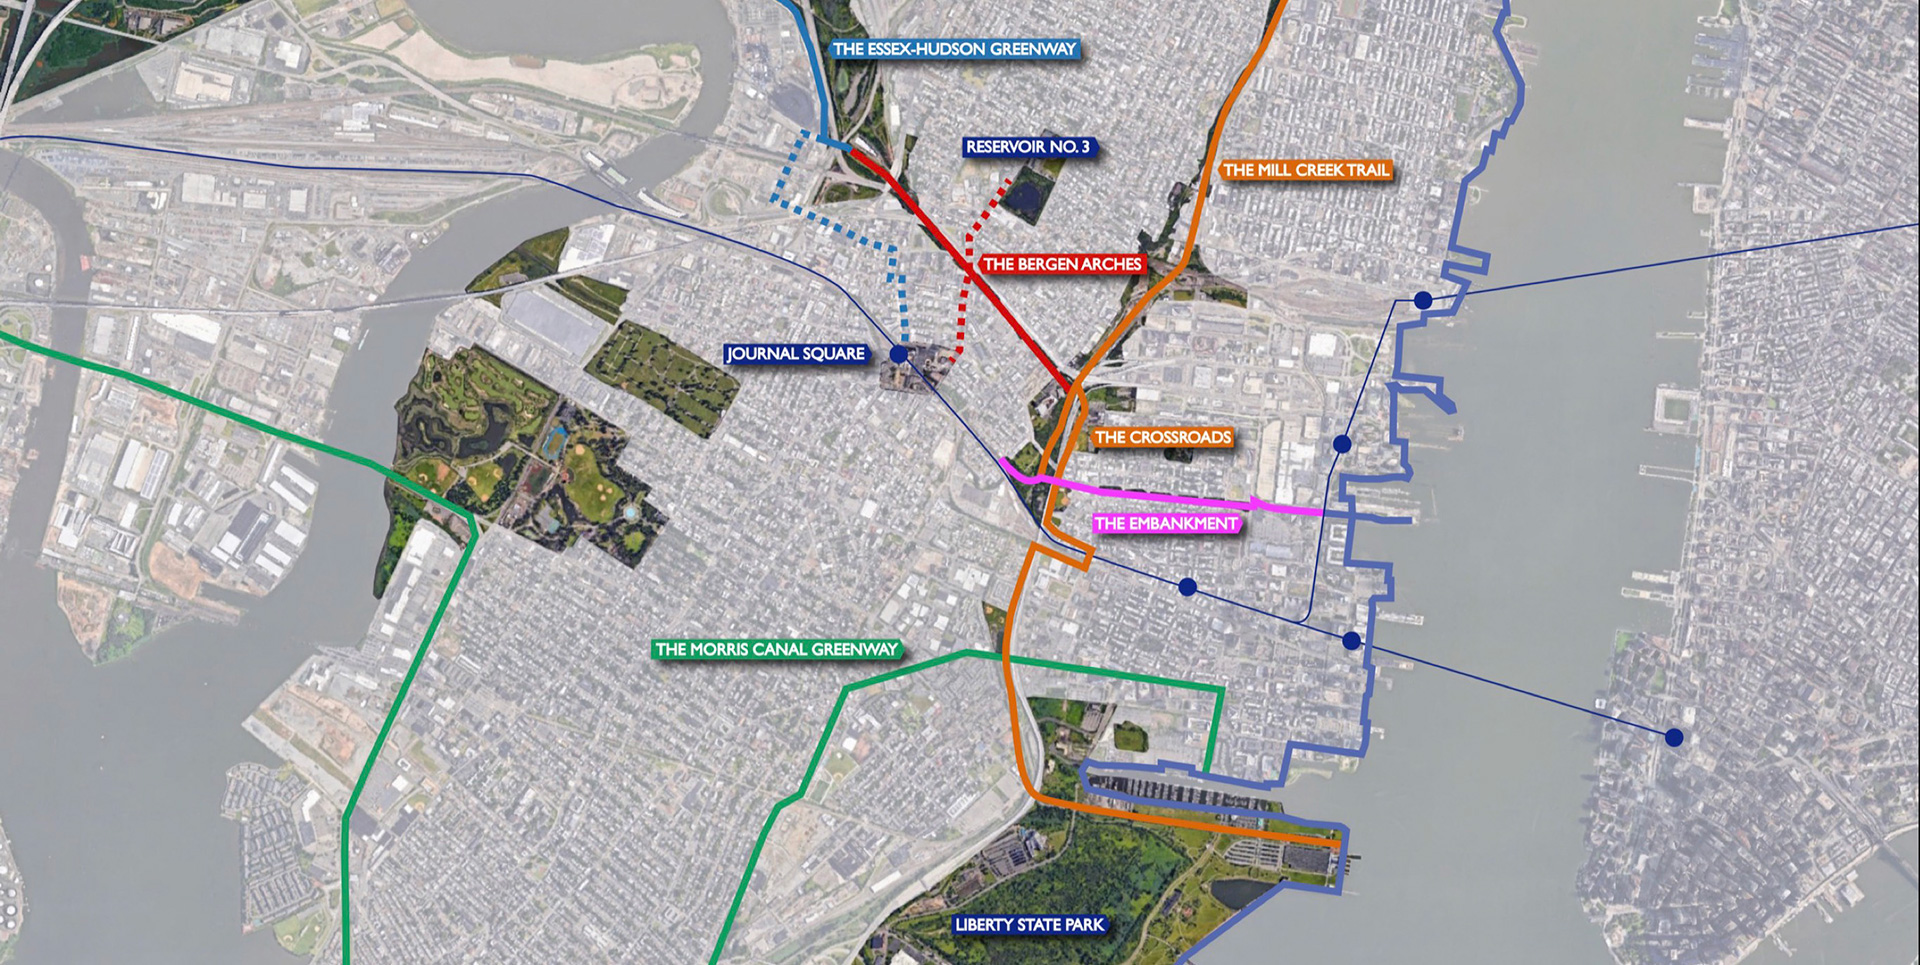 THE ESSEX-HUDSON GREENWAY
RESERVOIR NO. 3
THE MILL CREEK TRAIL
THE BERGEN ARCHES
JOURNAL SQUARE
THE CROSSROADS
THE EMBANKMENT
THE MORRIS CANAL GREENWAY
LIBERTY STATE PARK